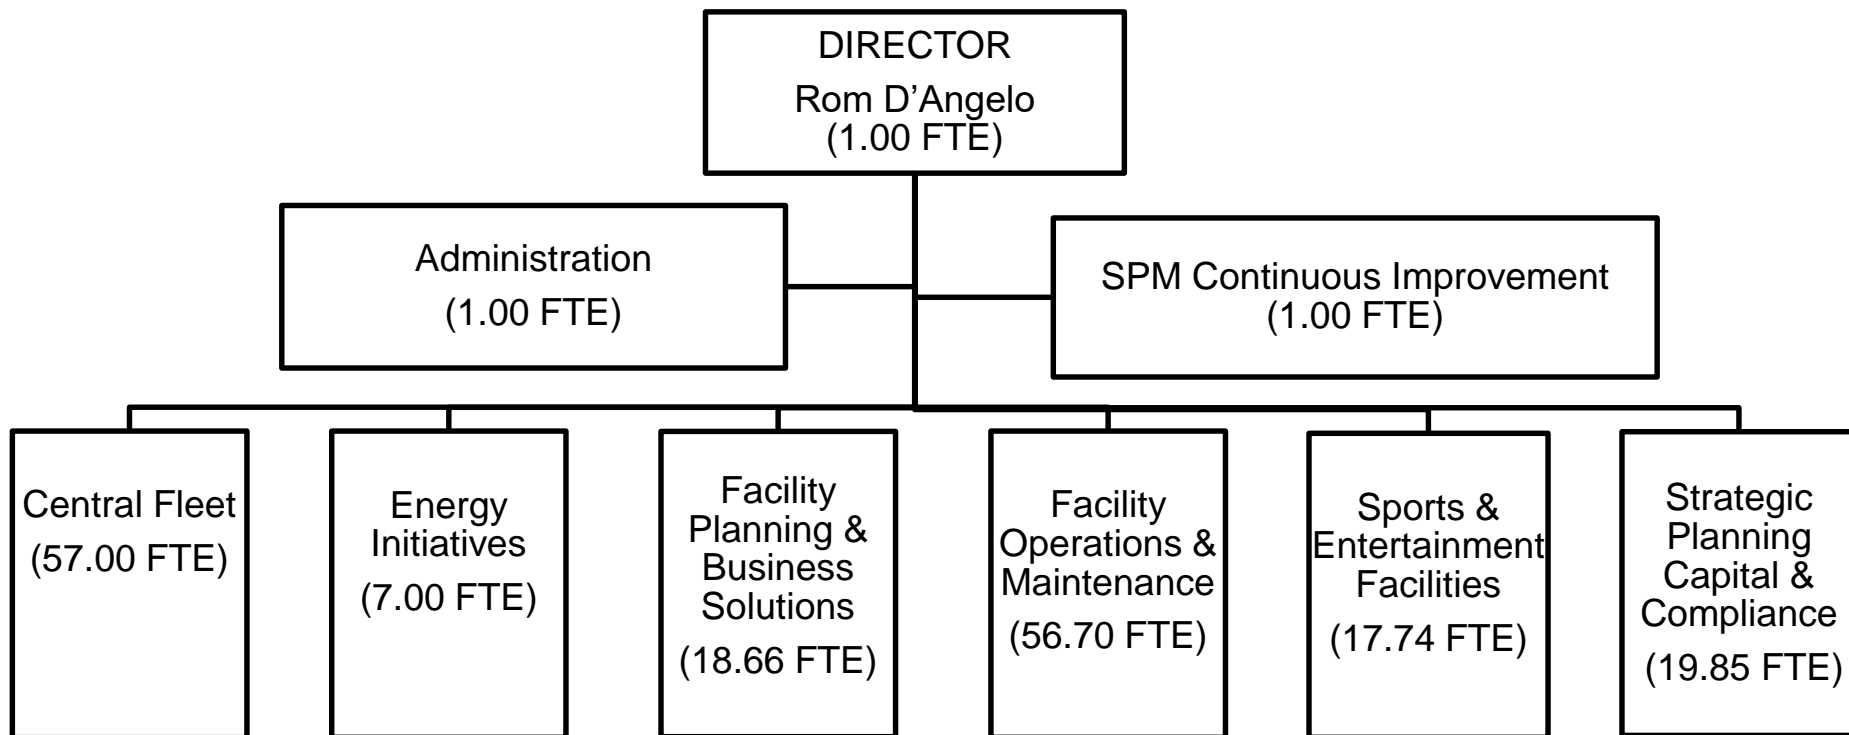 DIRECTOR
Rom D’Angelo
(1.00 FTE)
Administration
(1.00 FTE)
SPM Continuous Improvement
(1.00 FTE)
Central Fleet
(57.00 FTE)
Energy
Initiatives
(7.00 FTE)
Facility
Planning &
Business
Solutions
(18.66 FTE)
Facility
Operations &
Maintenance
(56.70 FTE)
Sports &
Entertainment
Facilities
(17.74 FTE)
Strategic
Planning
Capital &
Compliance
(19.85 FTE)